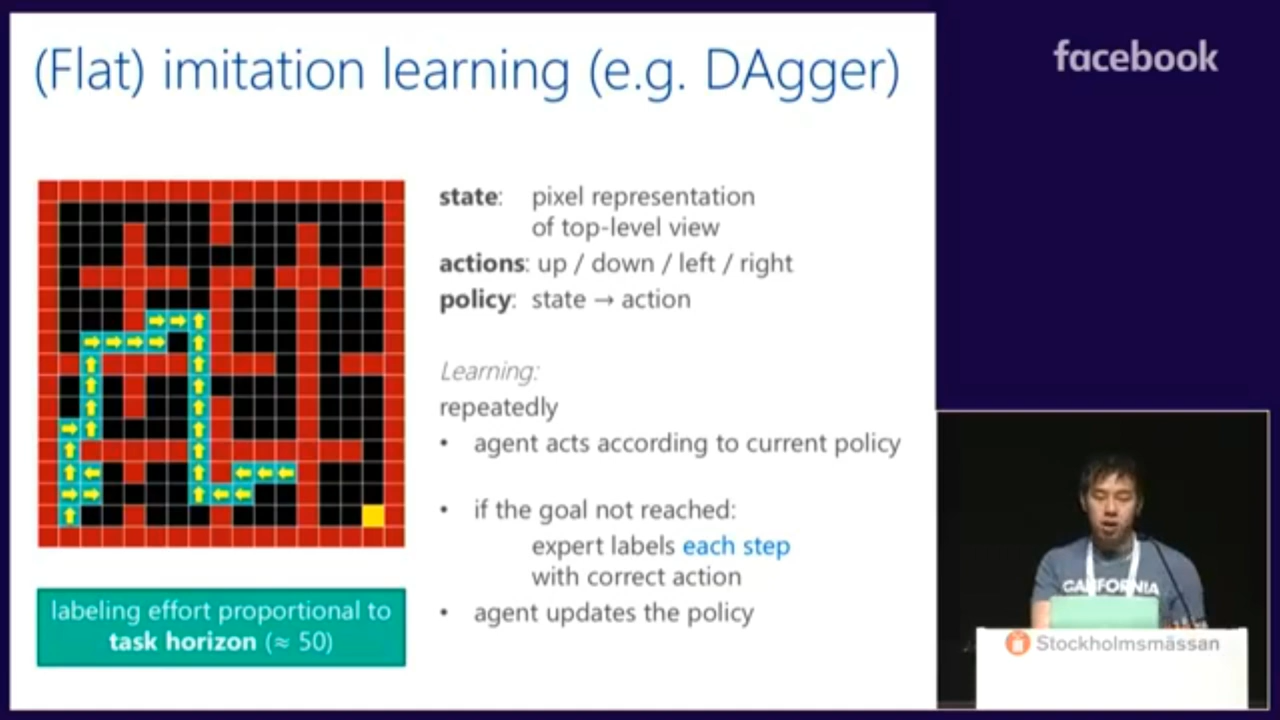 (Flat) imitation learning (e.g. DAgger)
facebook
state: pixel representation
of top-level view
actions: up / down / left / right
policy: state → action
Learning:
repeatedly
• agent acts according to current policy
• if the goal not reached:
expert labels each step
with correct action
• agent updates the policy
labeling effort proportional to
task horizon (≈ 50)
CALIFORNIA
Stockholmsmässan